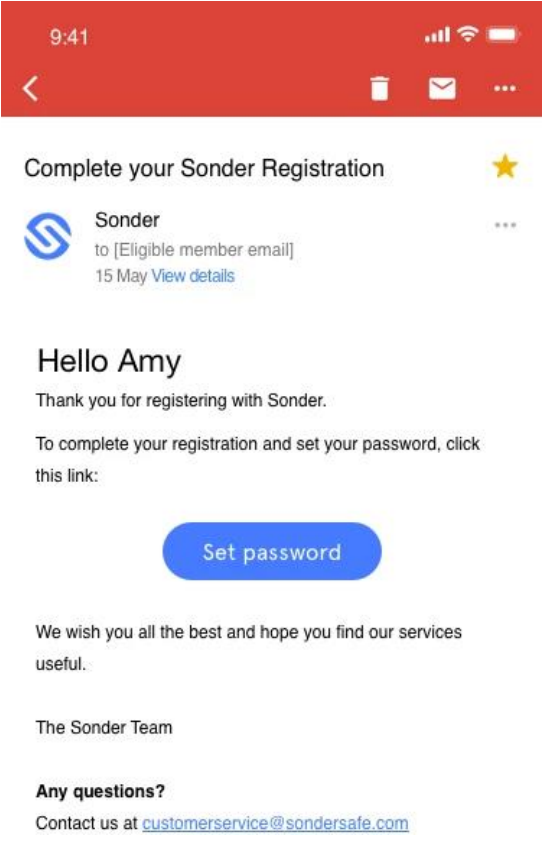 9:41
Complete your Sonder Registration
Sonder
to [Eligible member email]
15 May View details
Hello Amy
Thank you for registering with Sonder.
To complete your registration and set your password, click
this link:
Set password
We wish you all the best and hope you find our services
useful.
The Sonder Team
Any questions?
Contact us at customerservice@sondersafe.com